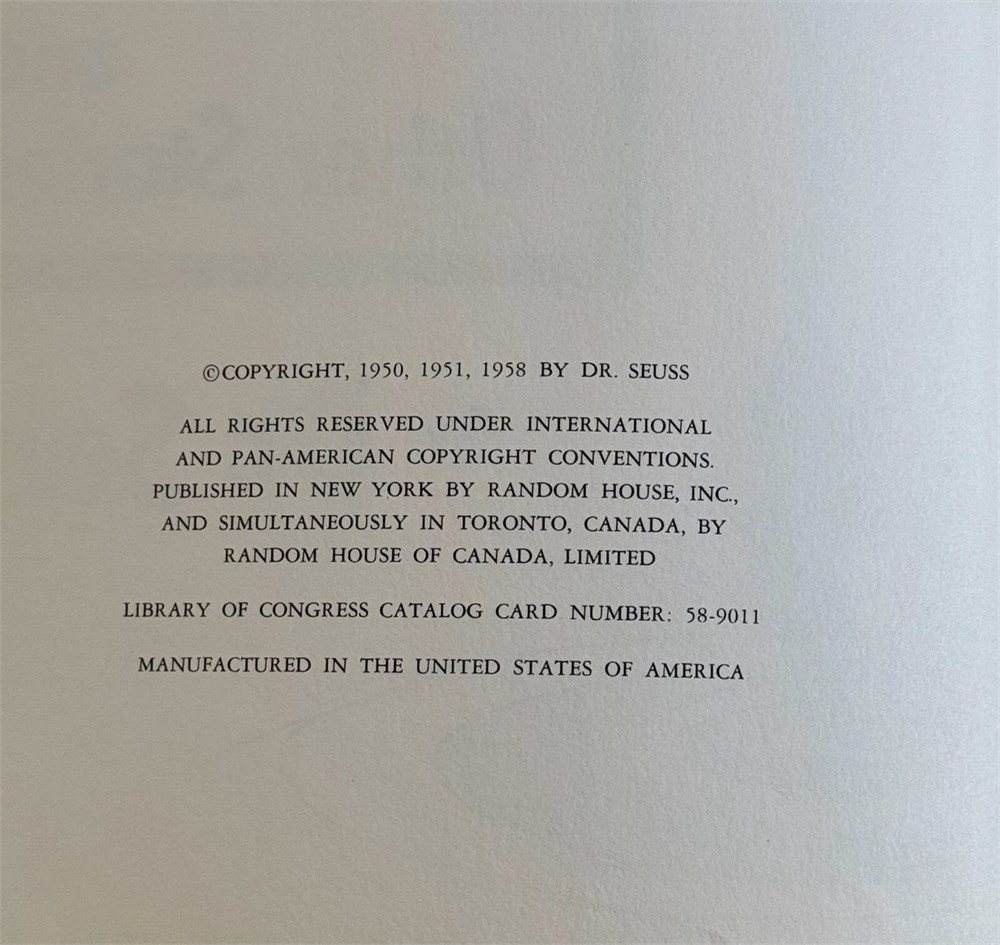 ©COPYRIGHT, 1950, 1951, 1958 BY DR. SEUSS
ALL RIGHTS RESERVED UNDER INTERNATIONAL
AND PAN-AMERICAN COPYRIGHT CONVENTIONS.
PUBLISHED IN NEW YORK BY RANDOM HOUSE, INC.,
AND SIMULTANEOUSLY IN TORONTO, CANADA, BY
RANDOM HOUSE OF CANADA, LIMITED
LIBRARY OF CONGRESS CATALOG CARD NUMBER: 58-9011
MANUFACTURED IN THE UNITED STATES OF AMERICA